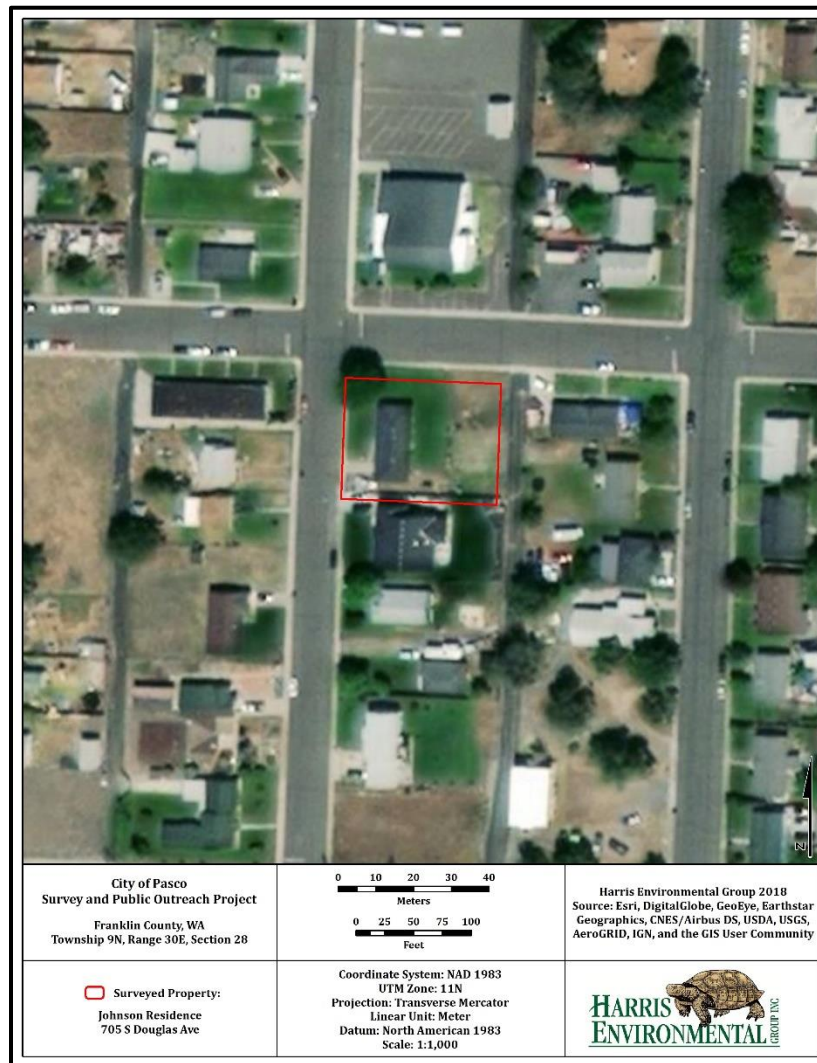 N
City of Pasco
Survey and Public Outreach Project
Franklin County, WA
Township 9N, Range 30E, Section 28
0 10 20 30 40
Meters
0 25 50 75 100
Feet
Harris Environmental Group 2018
Source: Esri, DigitalGlobe, GeoEye, Earthstar
Geographics, CNES/Airbus DS, USDA, USGS,
AeroGRID, IGN, and the GIS User Community
Surveyed Property:
Johnson Residence
705 S Douglas Ave
Coordinate System: NAD 1983
UTM Zone: 11N
Projection: Transverse Mercator
Linear Unit: Meter
Datum: North American 1983
Scale: 1:1,000
HARRIS
ENVIRONMENTAL
GROUP INC